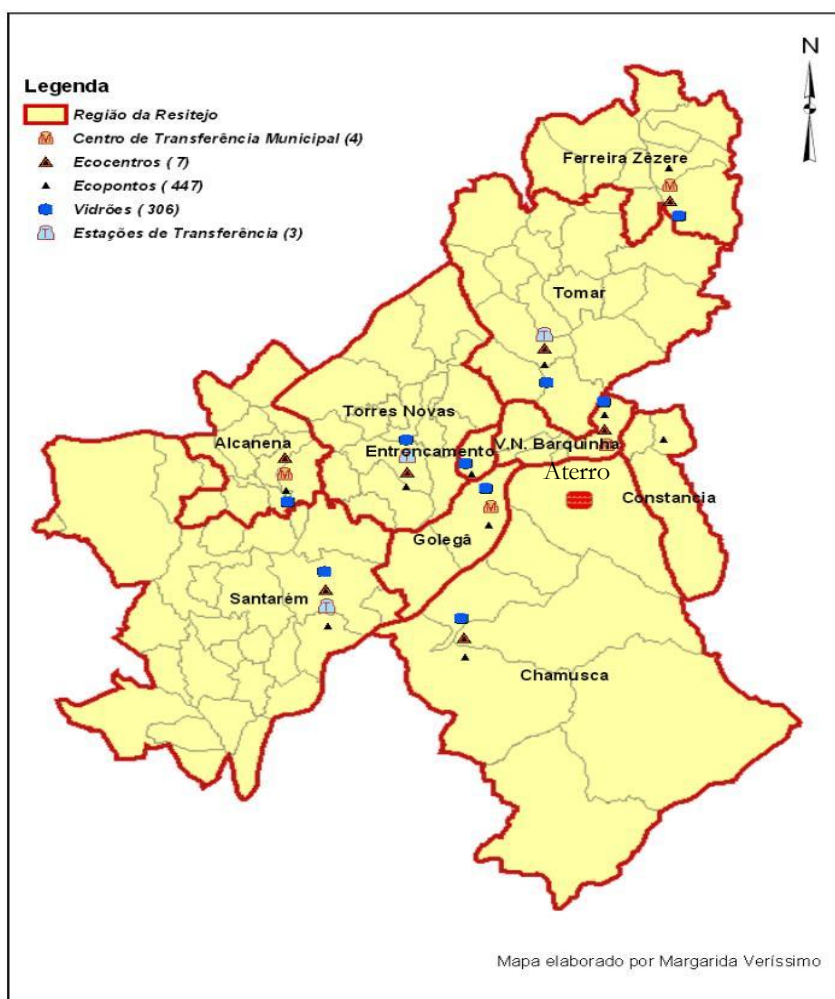 N
Legenda
Região da Resitejo
M Centro de Transferência Municipal (4)
Ecocentros ( 7)
Ecopontos ( 447)
Vidrões ( 306)
T Estações de Transferência (3)
Ferreira Zêzere
M
Tomar
T
Torres Novas
Alcanena
Entroncamento
V.N. Barquinha
T
M
Aterro
Constancia
M
Golegâ
Santarém
T
Chamusca
Mapa elaborado por Margarida Veríssimo